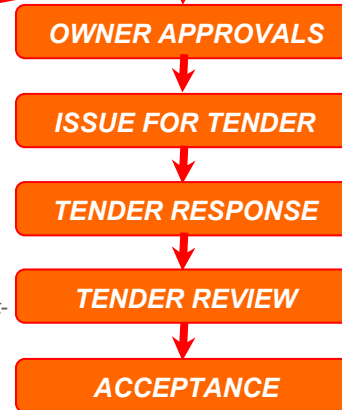 OWNER APPROVALS
ISSUE FOR TENDER
TENDER RESPONSE
TENDER REVIEW
ACCEPTANCE